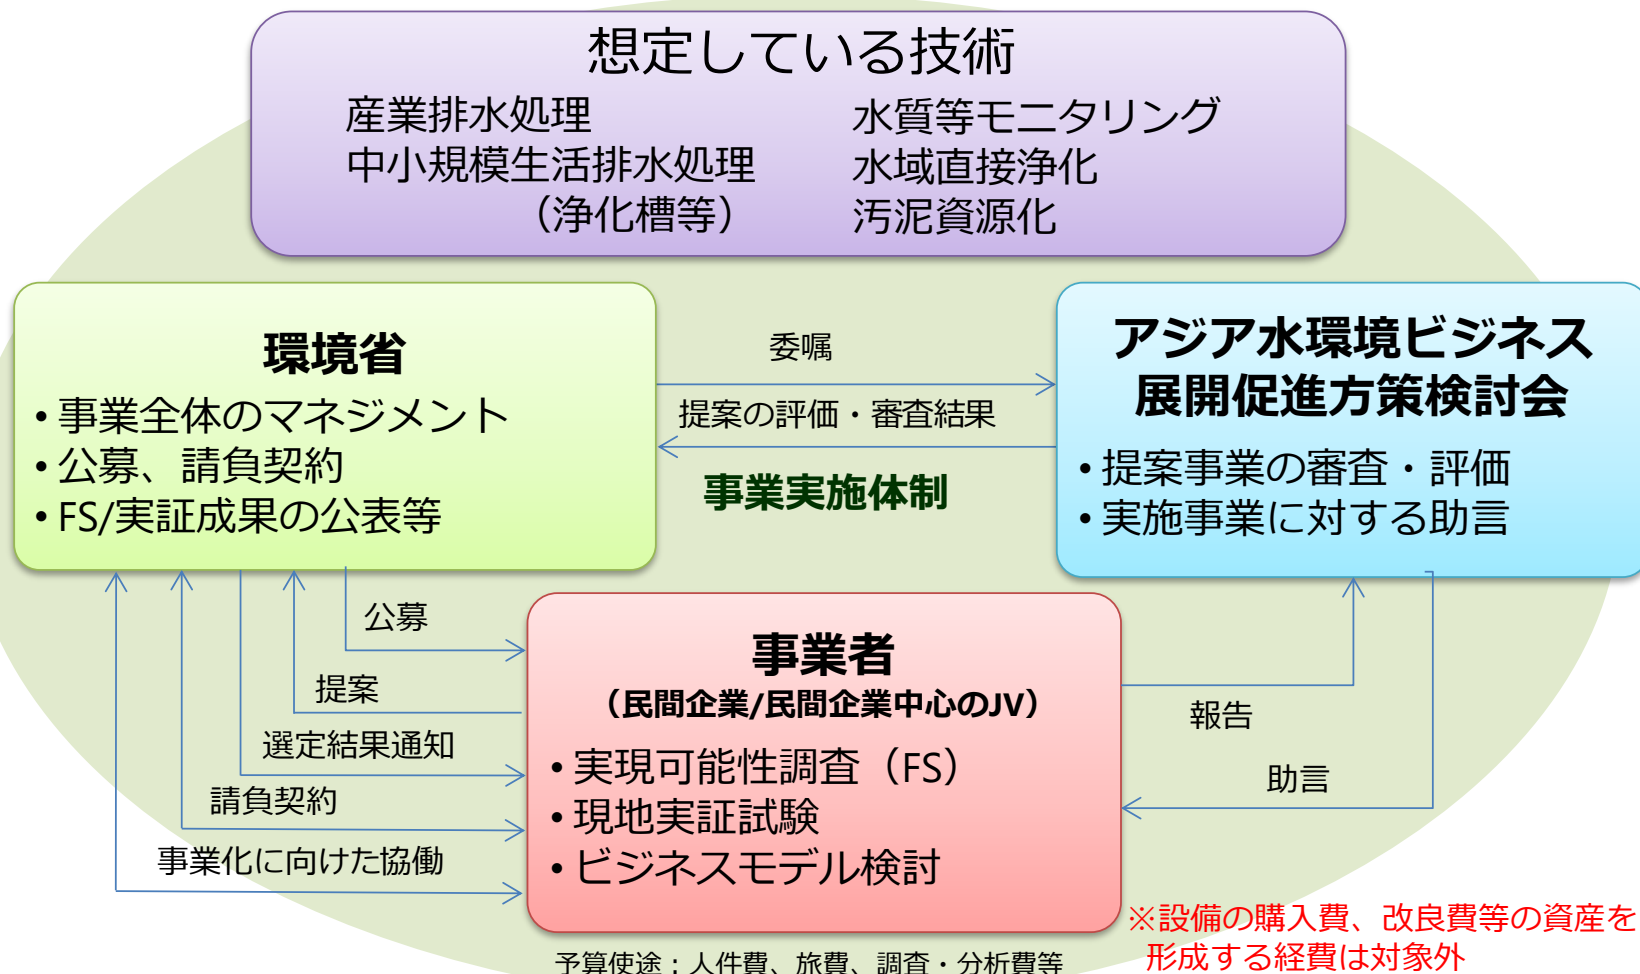 想定している技術
産業排水処理
中小規模生活排水処理
（浄化槽等）
水質等モニタリング
水域直接浄化
汚泥資源化
環境省
• 事業全体のマネジメント
• 公募、請負契約
• FS/実証成果の公表等
委嘱
提案の評価・審査結果
事業実施体制
アジア水環境ビジネス
展開促進方策検討会
• 提案事業の審査・評価
• 実施事業に対する助言
公募
提案
選定結果通知
請負契約
事業化に向けた協働
事業者
（民間企業/民間企業中心のJV）
• 実現可能性調査（FS）
• 現地実証試験
• ビジネスモデル検討
報告
助言
※設備の購入費、改良費等の資産を
形成する経費は対象外
予算使途：人件費、旅費、調査・分析費等